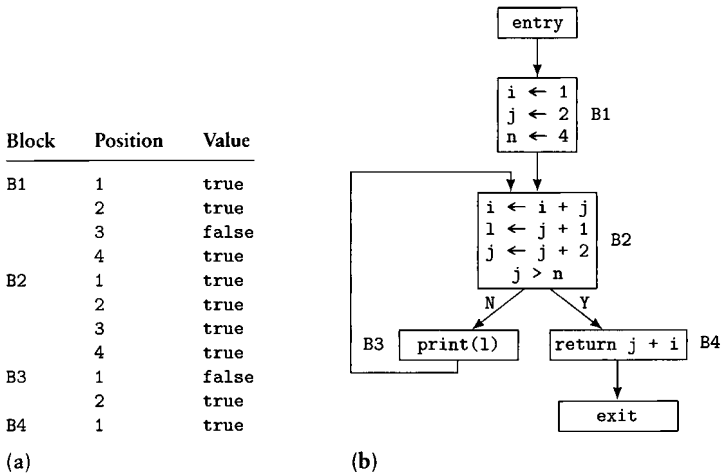 Block Position Value
B1 1 true
2 true
3 false
4 true
B2 1 true
2 true
3 true
4 true
B3 1 false
2 true
B4 1 true
(a)
entry
i ← 1
j ← 2
n ← 4
B1
i ← i + j
l ← j + 1
j ← j + 2
j > n
B2
N
Y
B3
print(l)
return j + i
B4
exit
(b)